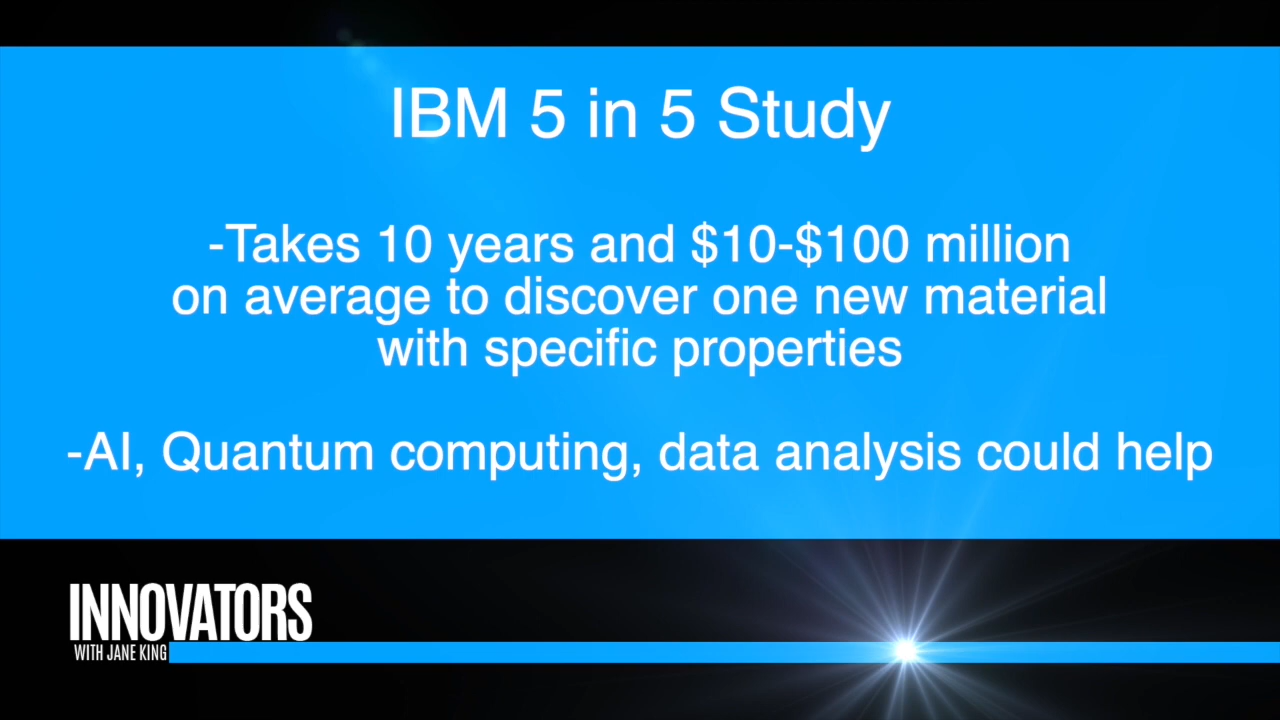 IBM 5 in 5 Study
-Takes 10 years and $10-$100 million
on average to discover one new material
with specific properties
-AI, Quantum computing, data analysis could help
INNOVATORS
WITH JANE KING